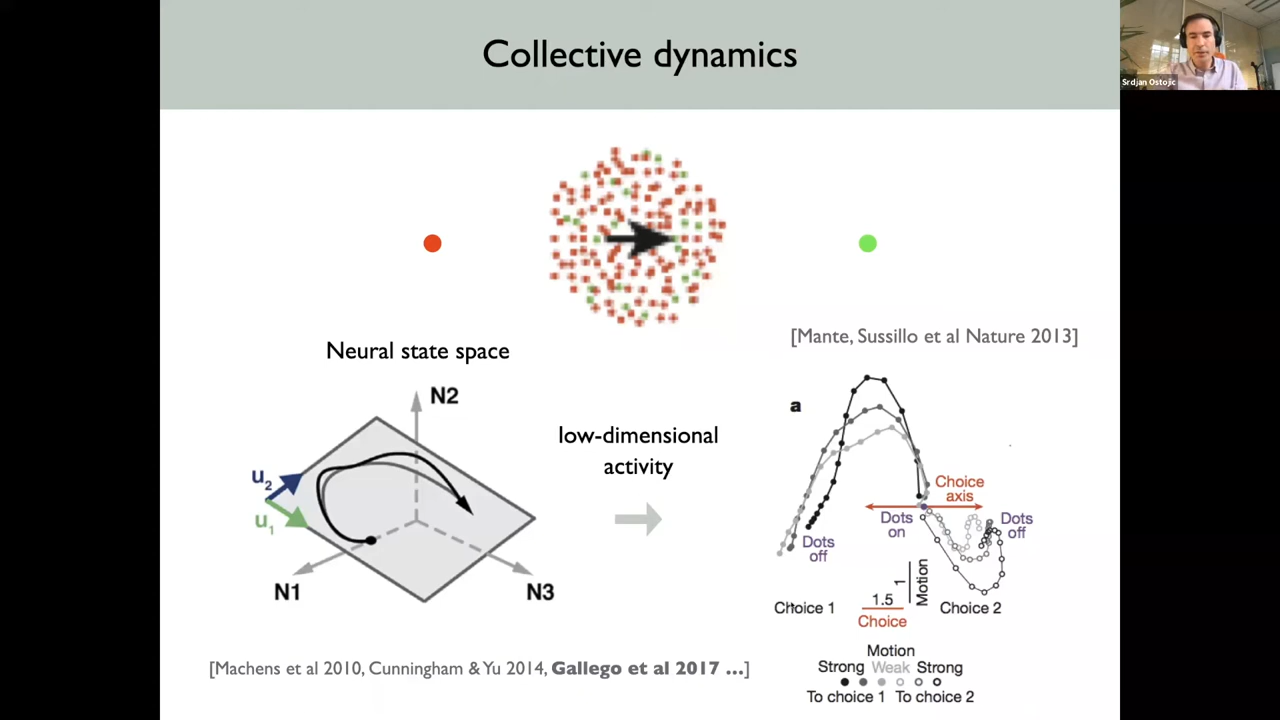 Collective dynamics
Srdjan Ostojic
[Mante, Sussillo et al Nature 2013]
Neural state space
N2
u2
u1
N1
N3
low-dimensional
activity
a
Choice
axis
Dots
on
Dots
off
Dots
off
1
Motion
1.5
Choice
Choice 1
Choice 2
Motion
Strong Weak Strong
To choice 1 To choice 2
[Machens et al 2010, Cunningham & Yu 2014, Gallego et al 2017 ...]